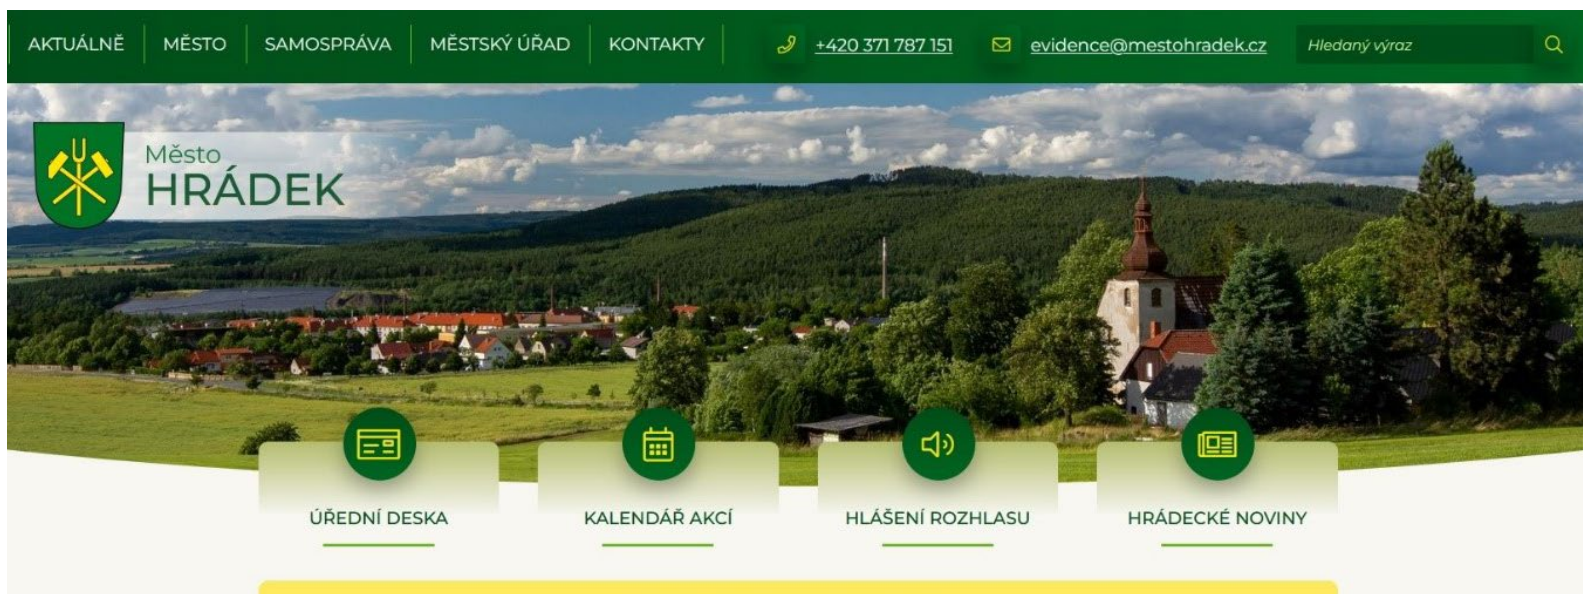 AKTUÁLNĚ
MĚSTO
SAMOSPRÁVA
MĚSTSKÝ ÚŘAD
KONTAKTY
+420 371 787 151
evidence@mestohradek.cz
Hledaný výraz
Město
HRÁDEK
ÚŘEDNÍ DESKA
KALENDÁŘ AKCÍ
HLÁŠENÍ ROZHLASU
HRÁDECKÉ NOVINY